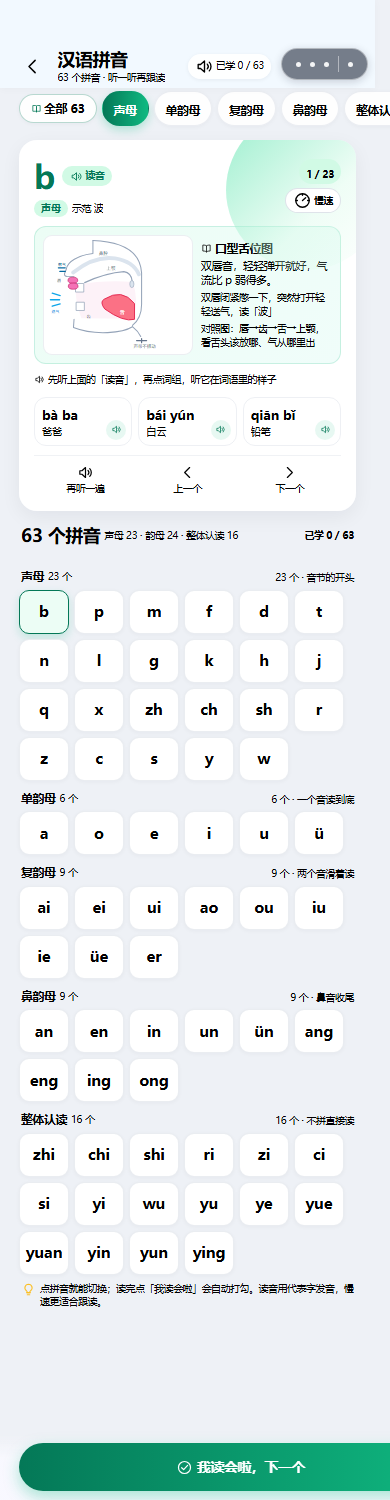 汉语拼音
63 个拼音 · 听一听再跟读
已学 0 / 63
全部 63
声母
单韵母
复韵母
鼻韵母
整体认
b
读音
1 / 23
慢速
声母 示范 波
口型舌位图
双唇音，轻轻弹开就好，气
流比 p 弱得多。
双唇闭紧憋一下，突然打开轻
轻送气，读「波」
对照图：唇→齿→舌→上颚，
看舌头该放哪、气从哪里出
先听上面的「读音」，再点词组，听它在词语里的样子
bà ba
爸爸
bái yún
白云
qiān bǐ
铅笔
再听一遍
上一个
下一个
63 个拼音 声母 23 · 韵母 24 · 整体认读 16
已学 0 / 63
声母 23 个
23 个 · 音节的开头
b p m f d t
n l g k h j
q x zh ch sh r
z c s y w
单韵母 6 个
6 个 · 一个音读到底
a o e i u ü
复韵母 9 个
9 个 · 两个音滑着读
ai ei ui ao ou iu
ie üe er
鼻韵母 9 个
9 个 · 鼻音收尾
an en in un ün ang
eng ing ong
整体认读 16 个
16 个 · 不拼直接读
zhi chi shi ri zi ci
si yi wu yu ye yue
yuan yin yun ying
点拼音就能切换；读完点「我读会啦」会自动打勾。读音用代表字发音，慢
速更适合跟读。
我读会啦，下一个